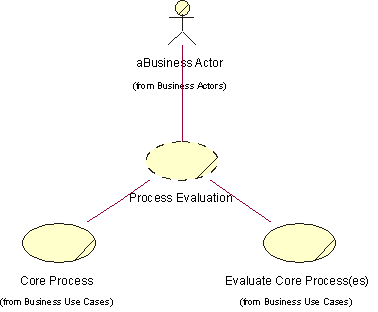 aBusiness Actor
(from Business Actors)
Process Evaluation
Core Process
(from Business Use Cases)
Evaluate Core Process(es)
(from Business Use Cases)